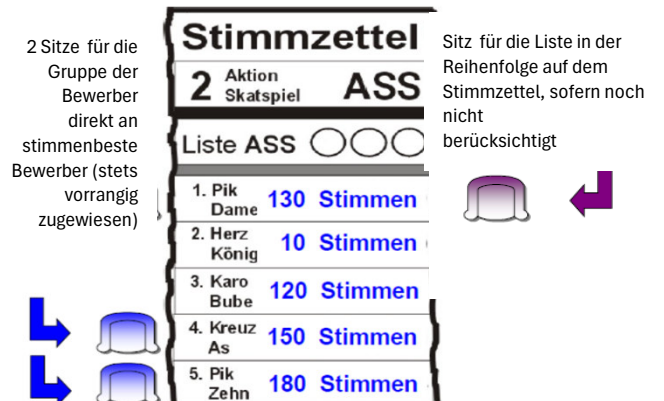 2 Sitze für die
Gruppe der
Bewerber
direkt an
stimmenbeste
Bewerber (stets
vorrangig
zugewiesen)
Stimmzettel
2 Aktion Skatspiel ASS
Liste ASS
1. Pik Dame 130 Stimmen
2. Herz König 10 Stimmen
3. Karo Bube 120 Stimmen
4. Kreuz As 150 Stimmen
5. Pik Zehn 180 Stimmen
Sitz für die Liste in der
Reihenfolge auf dem
Stimmzettel, sofern noch
nicht
berücksichtigt